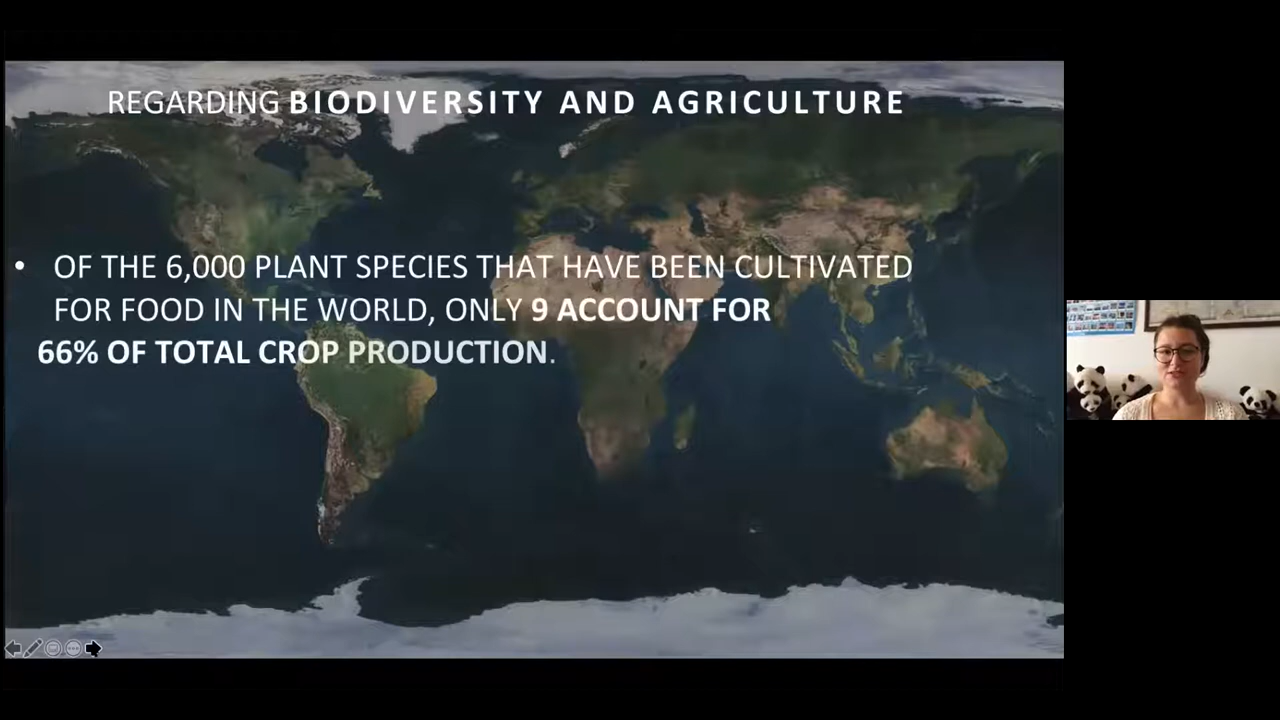 REGARDING BIODIVERSITY AND AGRICULTURE
• OF THE 6,000 PLANT SPECIES THAT HAVE BEEN CULTIVATED
FOR FOOD IN THE WORLD, ONLY 9 ACCOUNT FOR
66% OF TOTAL CROP PRODUCTION.